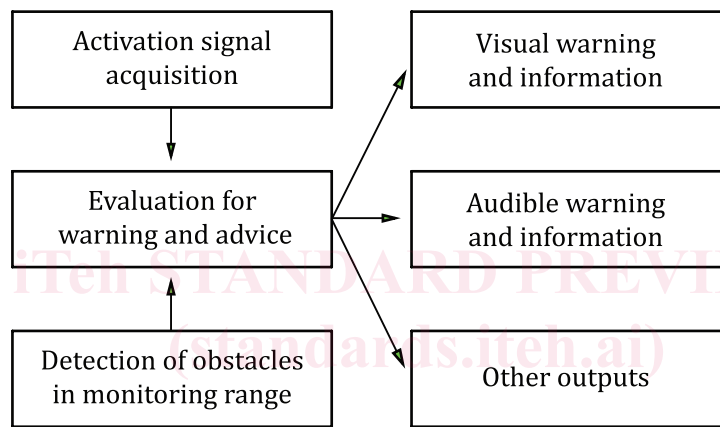 Activation signal
acquisition
Visual warning
and information
Evaluation for
warning and advice
Audible warning
and information
iTeh STANDARD PREVI
(standards.iteh.ai)
Detection of obstacles
in monitoring range
Other outputs